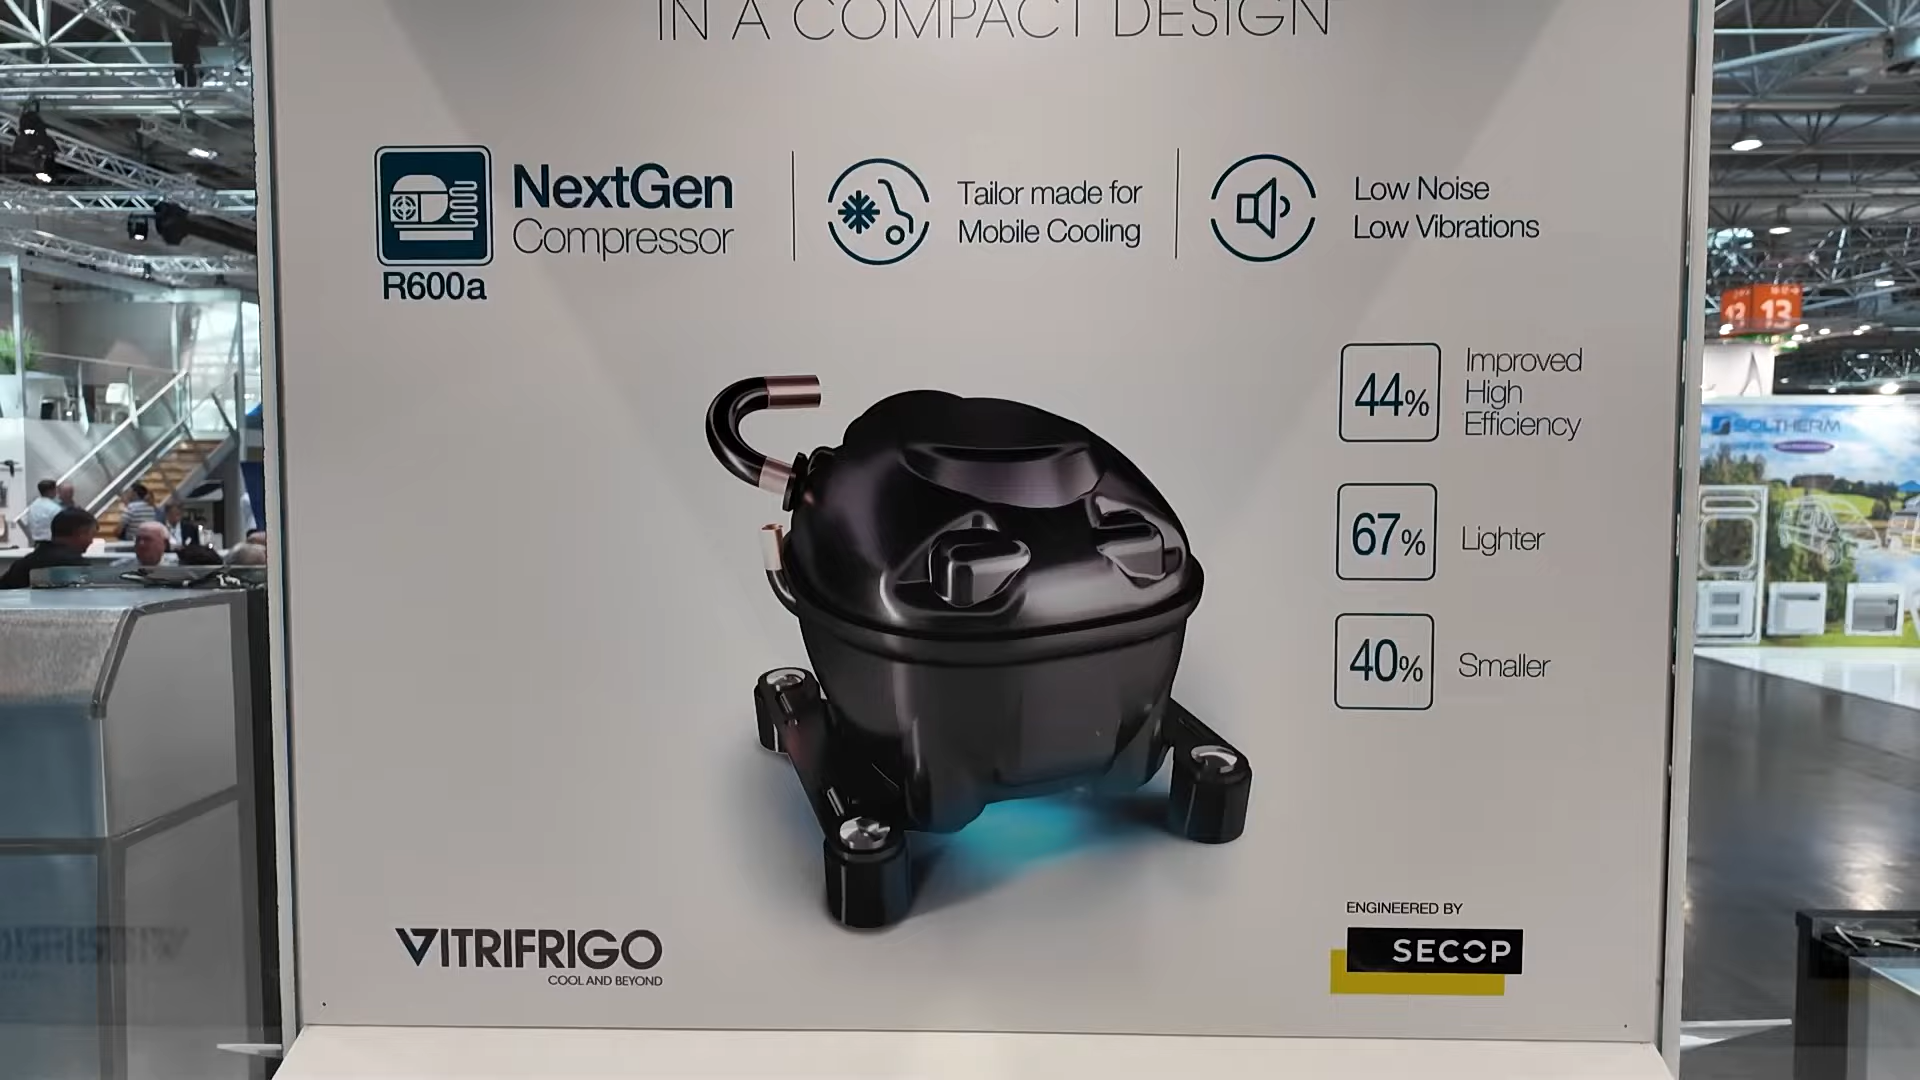 IN A COMPACT DESIGN
NextGen
Compressor
R600a
Tailor made for
Mobile Cooling
Low Noise
Low Vibrations
44%
Improved
High
Efficiency
67%
Lighter
40%
Smaller
VITRIFRIGO
COOL AND BEYOND
ENGINEERED BY
SECOP
13
SOLTHERM
VITRIFRIGO